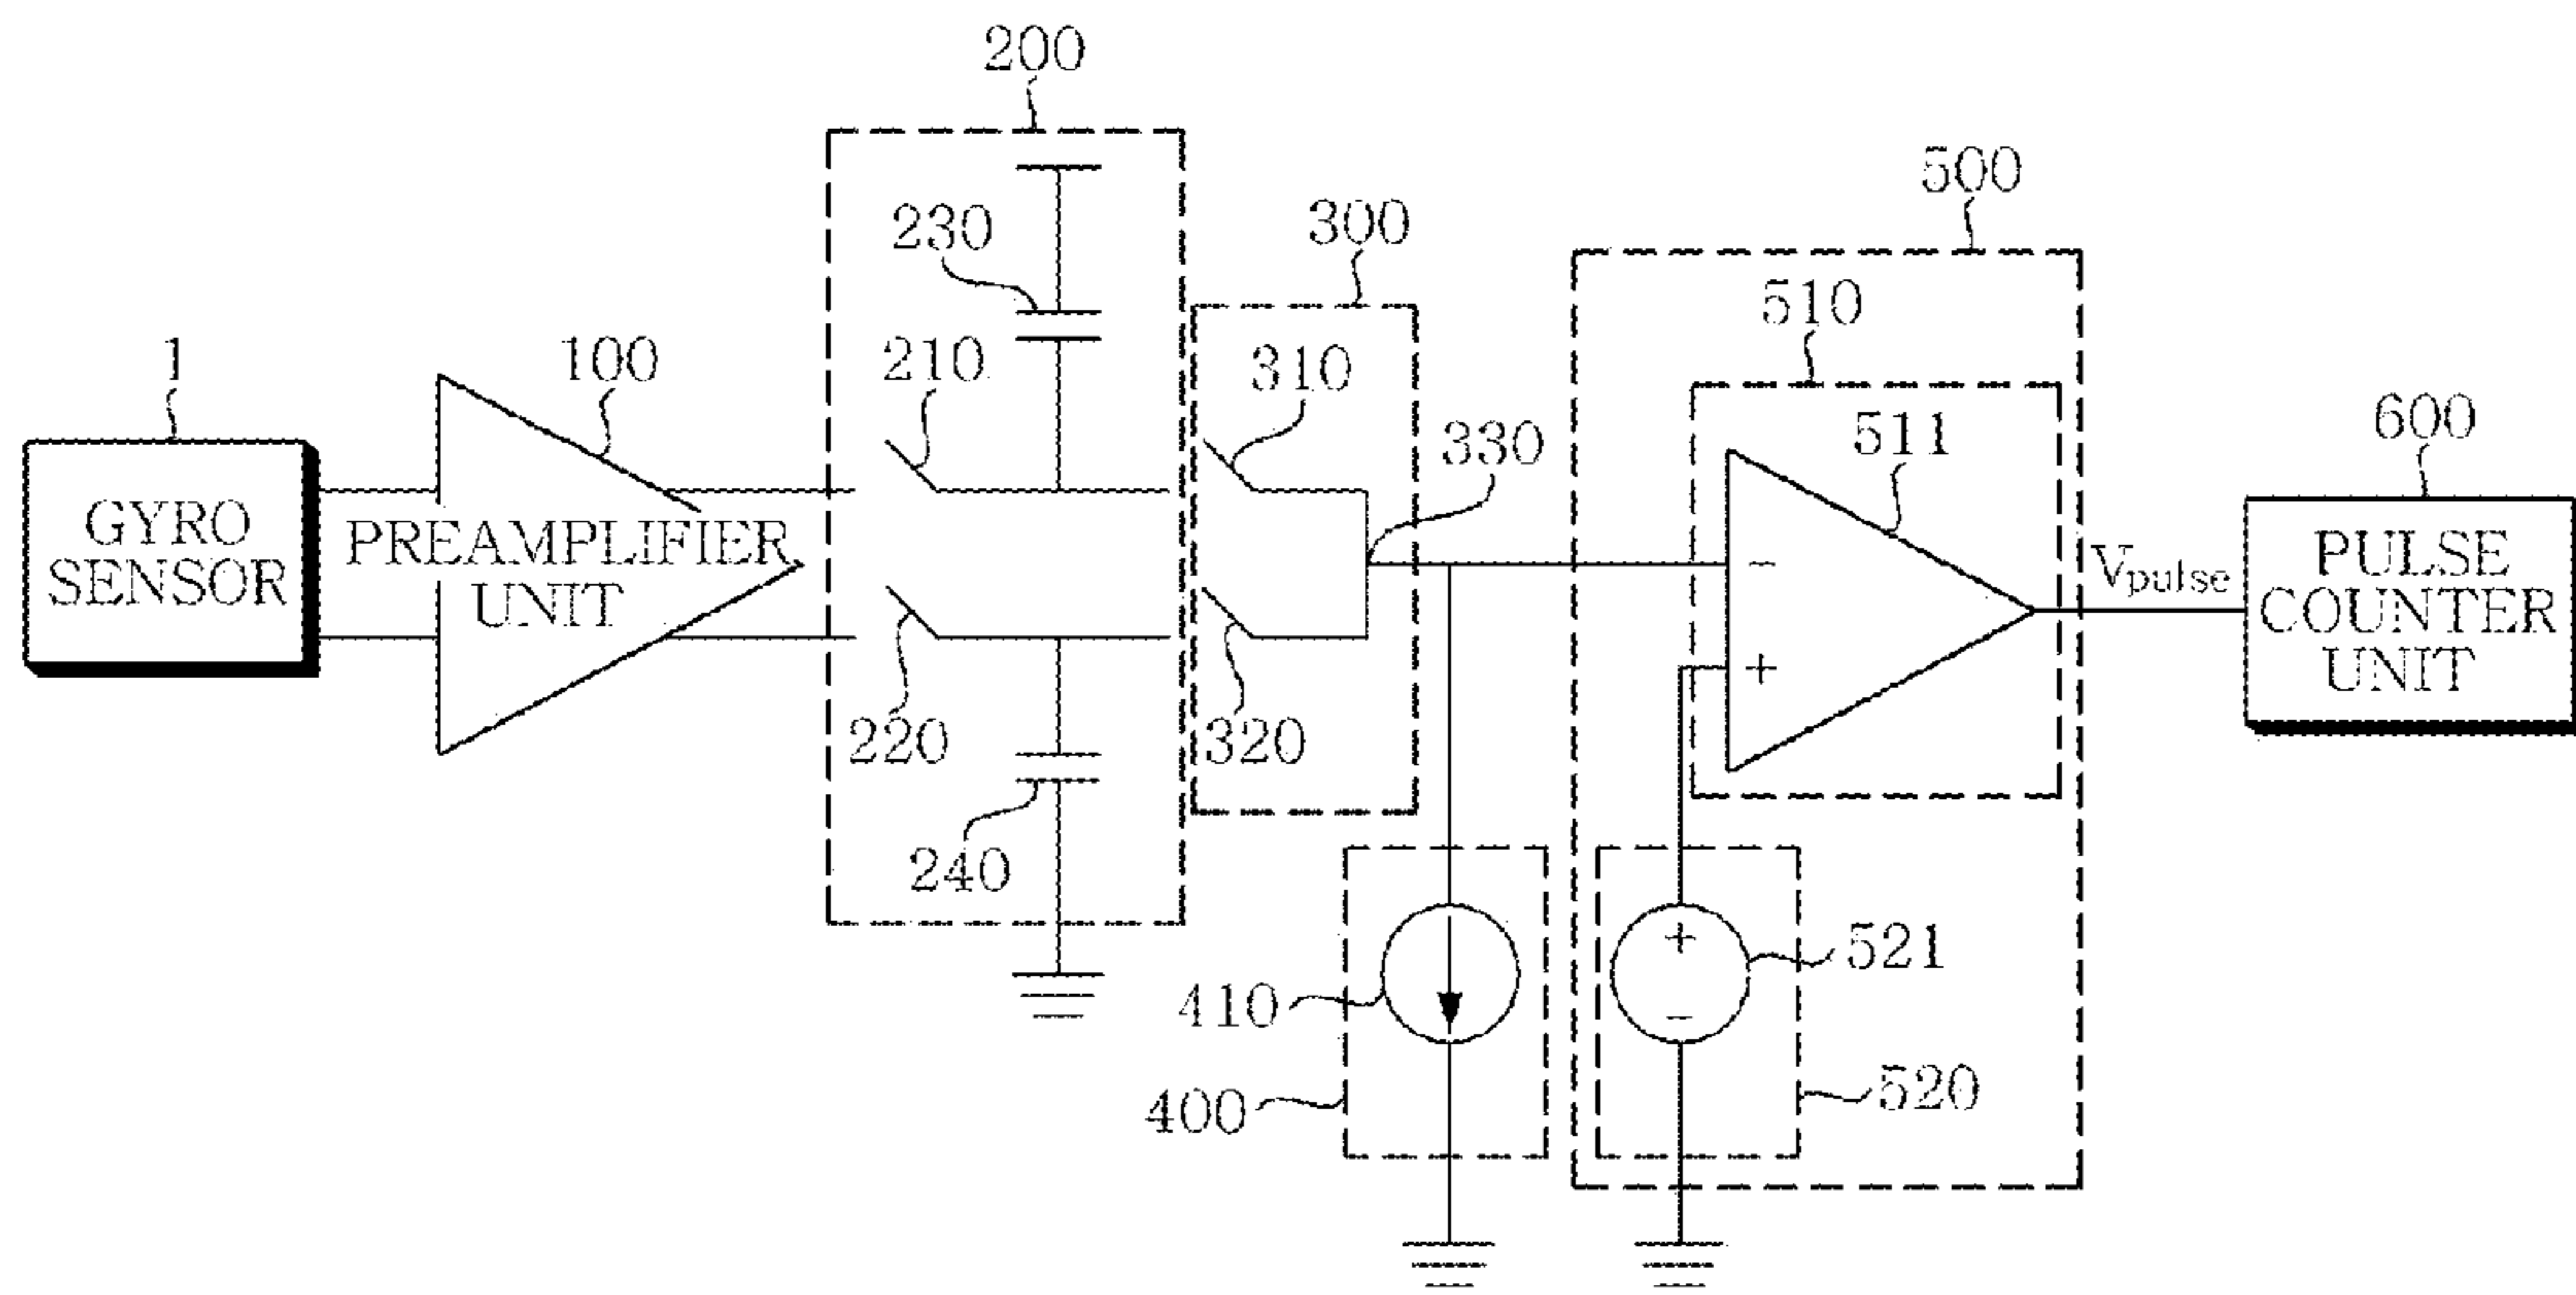 200
500
300
230
510
1
100
210
310
511
600
330
GYRO
SENSOR
PREAMPLIFIER
UNIT
−
Vpulse
PULSE
COUNTER
UNIT
+
220
320
240
+
521
−
410
400
520